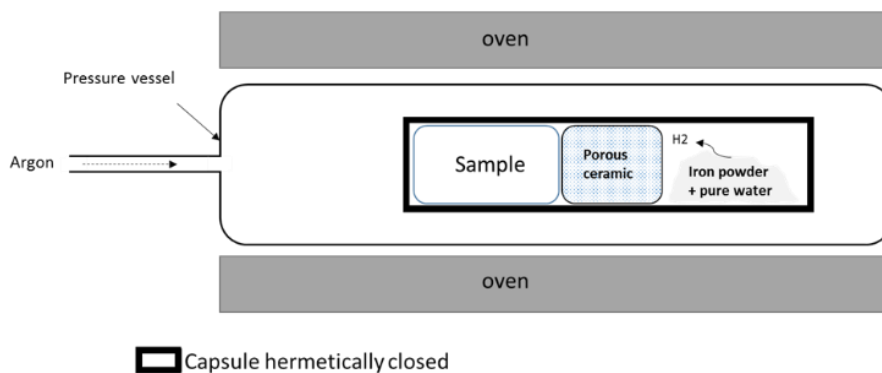 oven
Pressure vessel
Argon
Sample
Porous
ceramic
H2
Iron powder
+ pure water
oven
Capsule hermetically closed